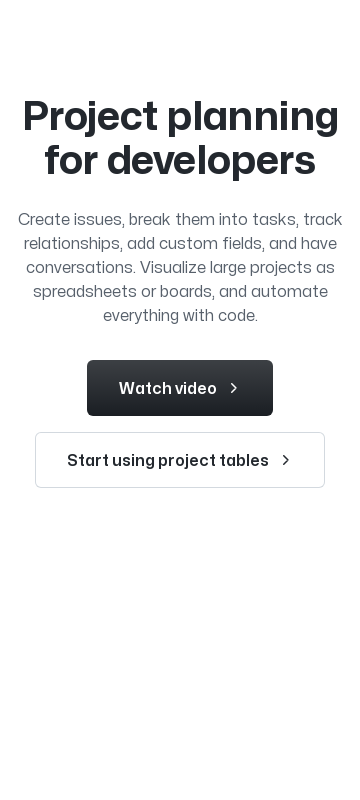 Project planning
for developers
Create issues, break them into tasks, track
relationships, add custom fields, and have
conversations. Visualize large projects as
spreadsheets or boards, and automate
everything with code.
Watch video
Start using project tables